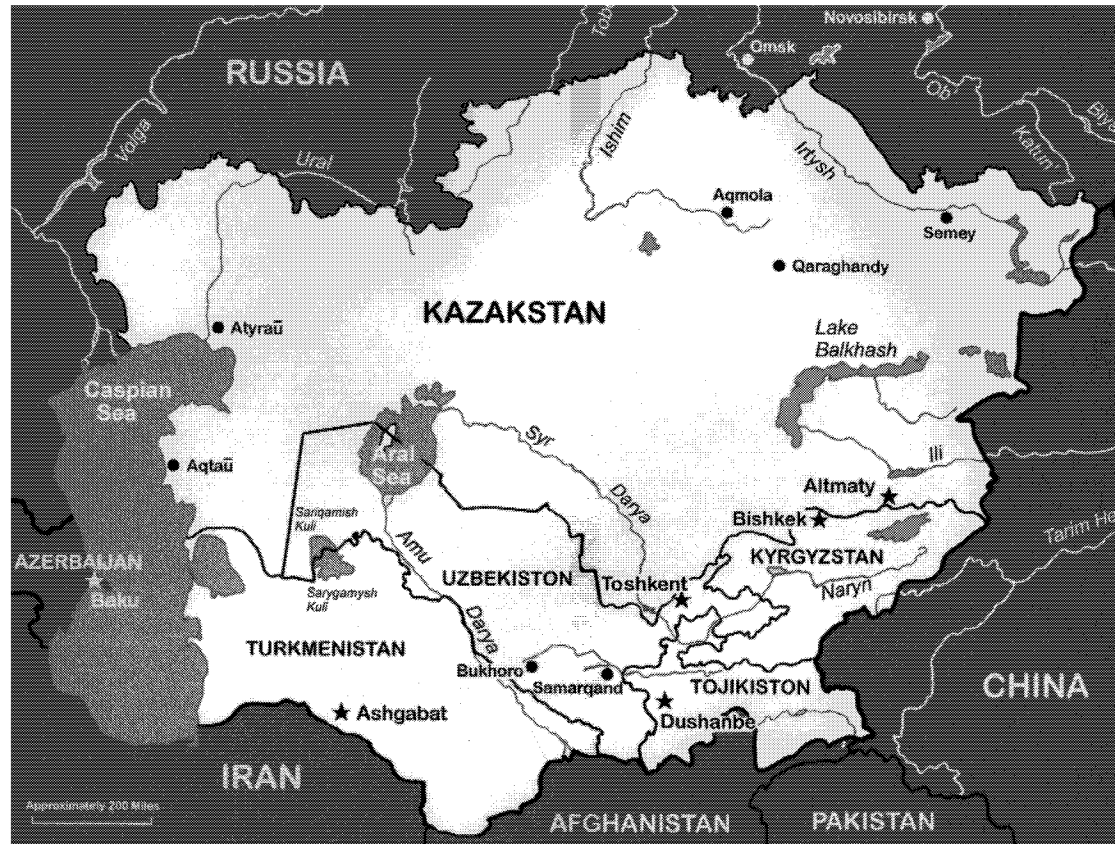 Novosibirsk
Omsk
RUSSIA
Ob'
Volga
Ural
Ishim
Irtysh
Katun'
Aqmola
Semey
Qaraghandy
KAZAKSTAN
Atyraū
Lake
Balkhash
Caspian
Sea
Syr
Darya
Aral
Sea
Ili
Aqtaū
Altmaty
Bishkek
Sariqamish
Kuli
Amu
Darya
KYRGYZSTAN
Tarim He
AZERBAIJAN
Baku
UZBEKISTON
Toshkent
Naryn
Sarygamysh
Kuli
TURKMENISTAN
Bukhoro
Samarqand
TOJIKISTON
CHINA
Ashgabat
Dushanbe
IRAN
Approximately 200 Miles
AFGHANISTAN
PAKISTAN